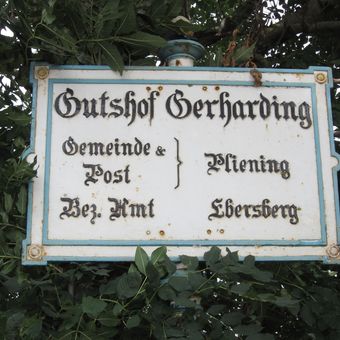 Gutshof Gerharding
Gemeinde & Post } Pliening
Bez. Amt Ebersberg